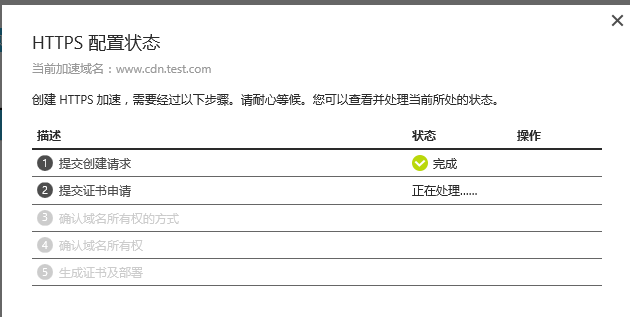 HTTPS 配置状态
当前加速域名：www.cdn.test.com
创建 HTTPS 加速，需要经过以下步骤。请耐心等候。您可以查看并处理当前所处的状态。
描述 状态 操作
1 提交创建请求 完成
2 提交证书申请 正在处理......
3 确认域名所有权的方式
4 确认域名所有权
5 生成证书及部署